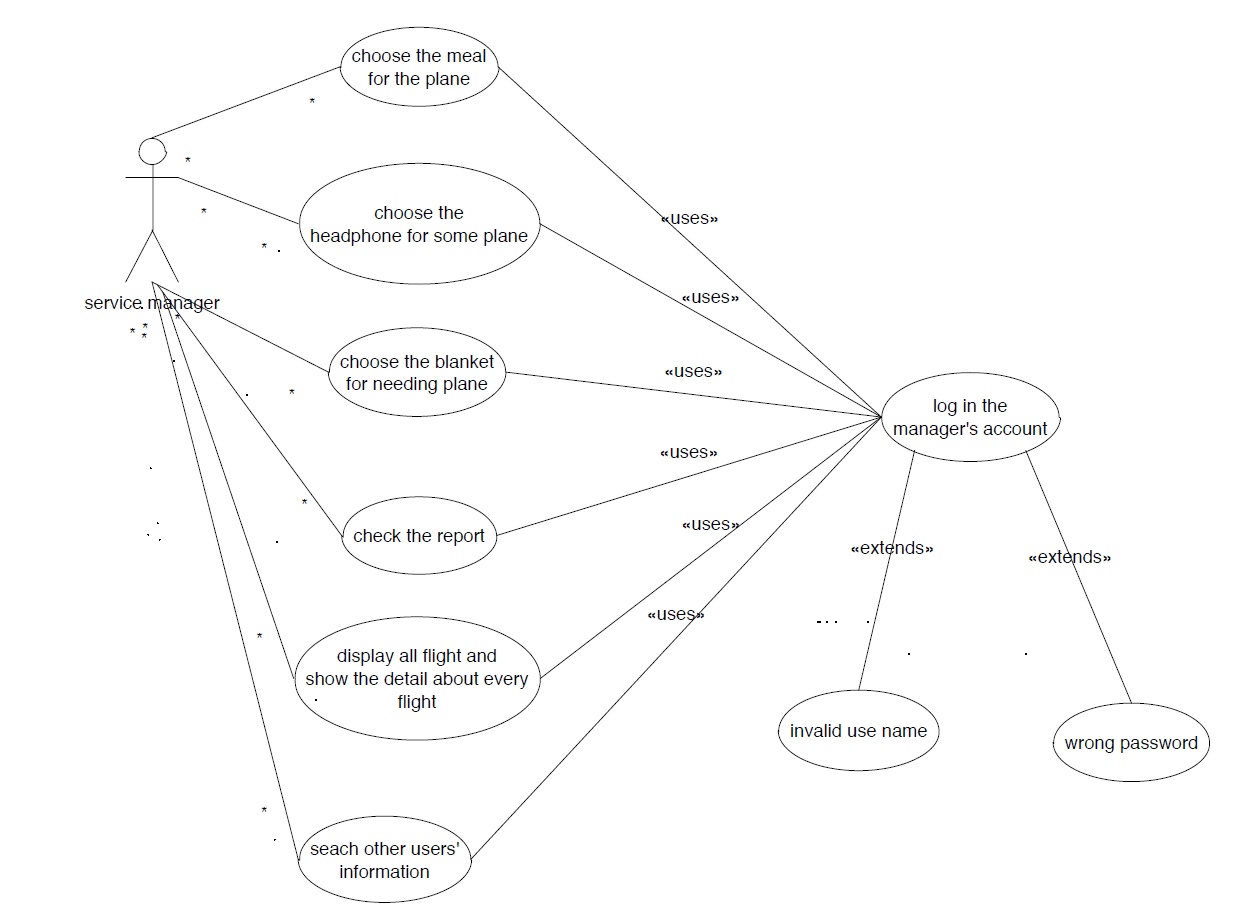 choose the meal
for the plane
*
*
choose the
headphone for some plane
*
*
«uses»
«uses»
service manager
*
* *
*
choose the blanket
for needing plane
*
«uses»
log in the
manager's account
«uses»
*
check the report
«uses»
«extends»
«extends»
«uses»
*
display all flight and
show the detail about every
flight
invalid use name
wrong password
*
seach other users'
information